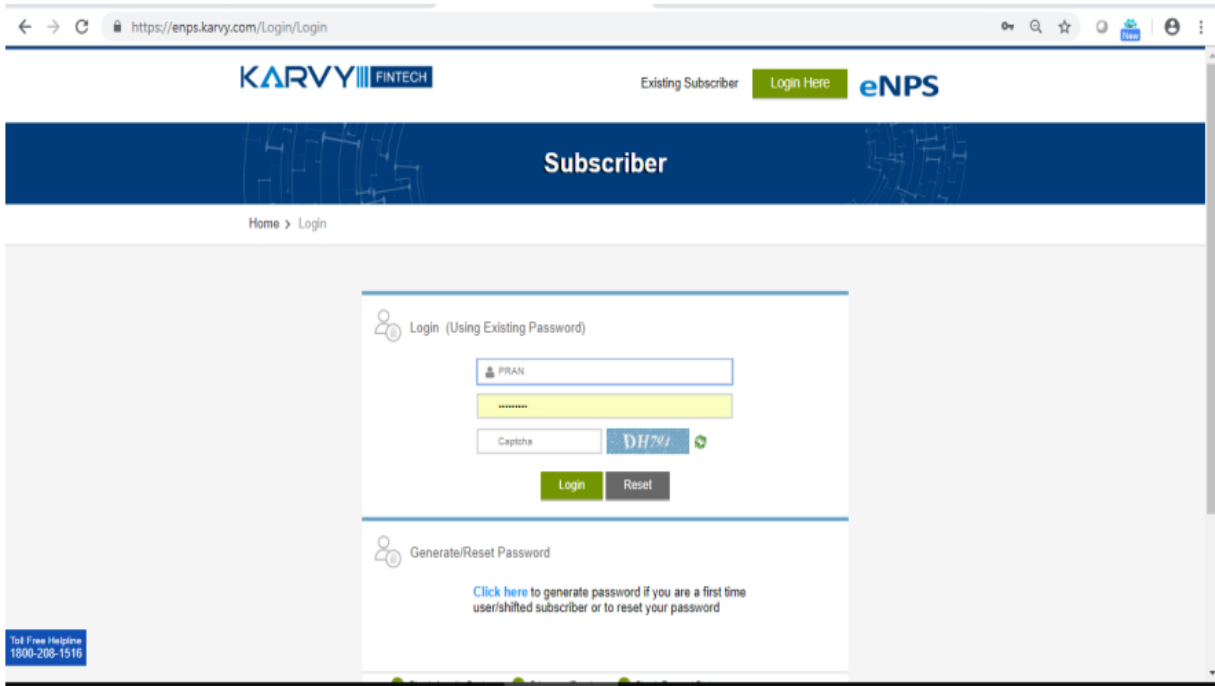 https://enps.karvy.com/Login/Login
New
KARVY FINTECH
Existing Subscriber
Login Here
eNPS
Subscriber
Home > Login
Login (Using Existing Password)
PRAN
Captcha
Login
Reset
Generate/Reset Password
Click here to generate password if you are a first time
user/shifted subscriber or to reset your password
Toll Free Helpline
1800-208-1516